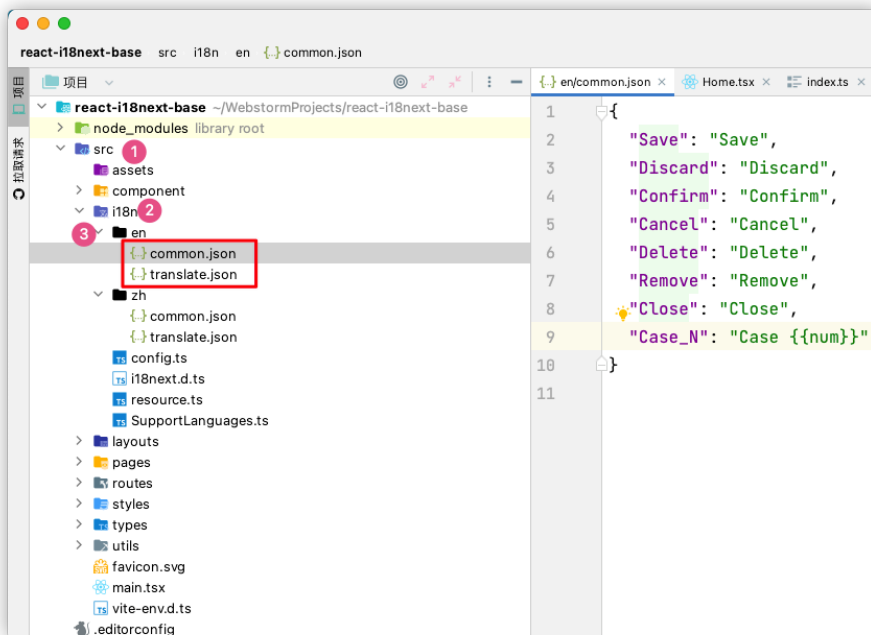 react-i18next-base src i18n en {..} common.json
项目
en/common.json × Home.tsx × index.ts ×
项目
拉取请求
react-i18next-base ~/WebstormProjects/react-i18next-base
node_modules library root
src 1
assets
component
i18n 2
3 en
{..} common.json
{..} translate.json
zh
{..} common.json
{..} translate.json
TS config.ts
TS i18next.d.ts
TS resource.ts
TS SupportLanguages.ts
layouts
pages
routes
styles
types
utils
favicon.svg
main.tsx
TS vite-env.d.ts
.editorconfig
1 {
2 "Save": "Save",
3 "Discard": "Discard",
4 "Confirm": "Confirm",
5 "Cancel": "Cancel",
6 "Delete": "Delete",
7 "Remove": "Remove",
8 "Close": "Close",
9 "Case_N": "Case {{num}}"
10 }
11